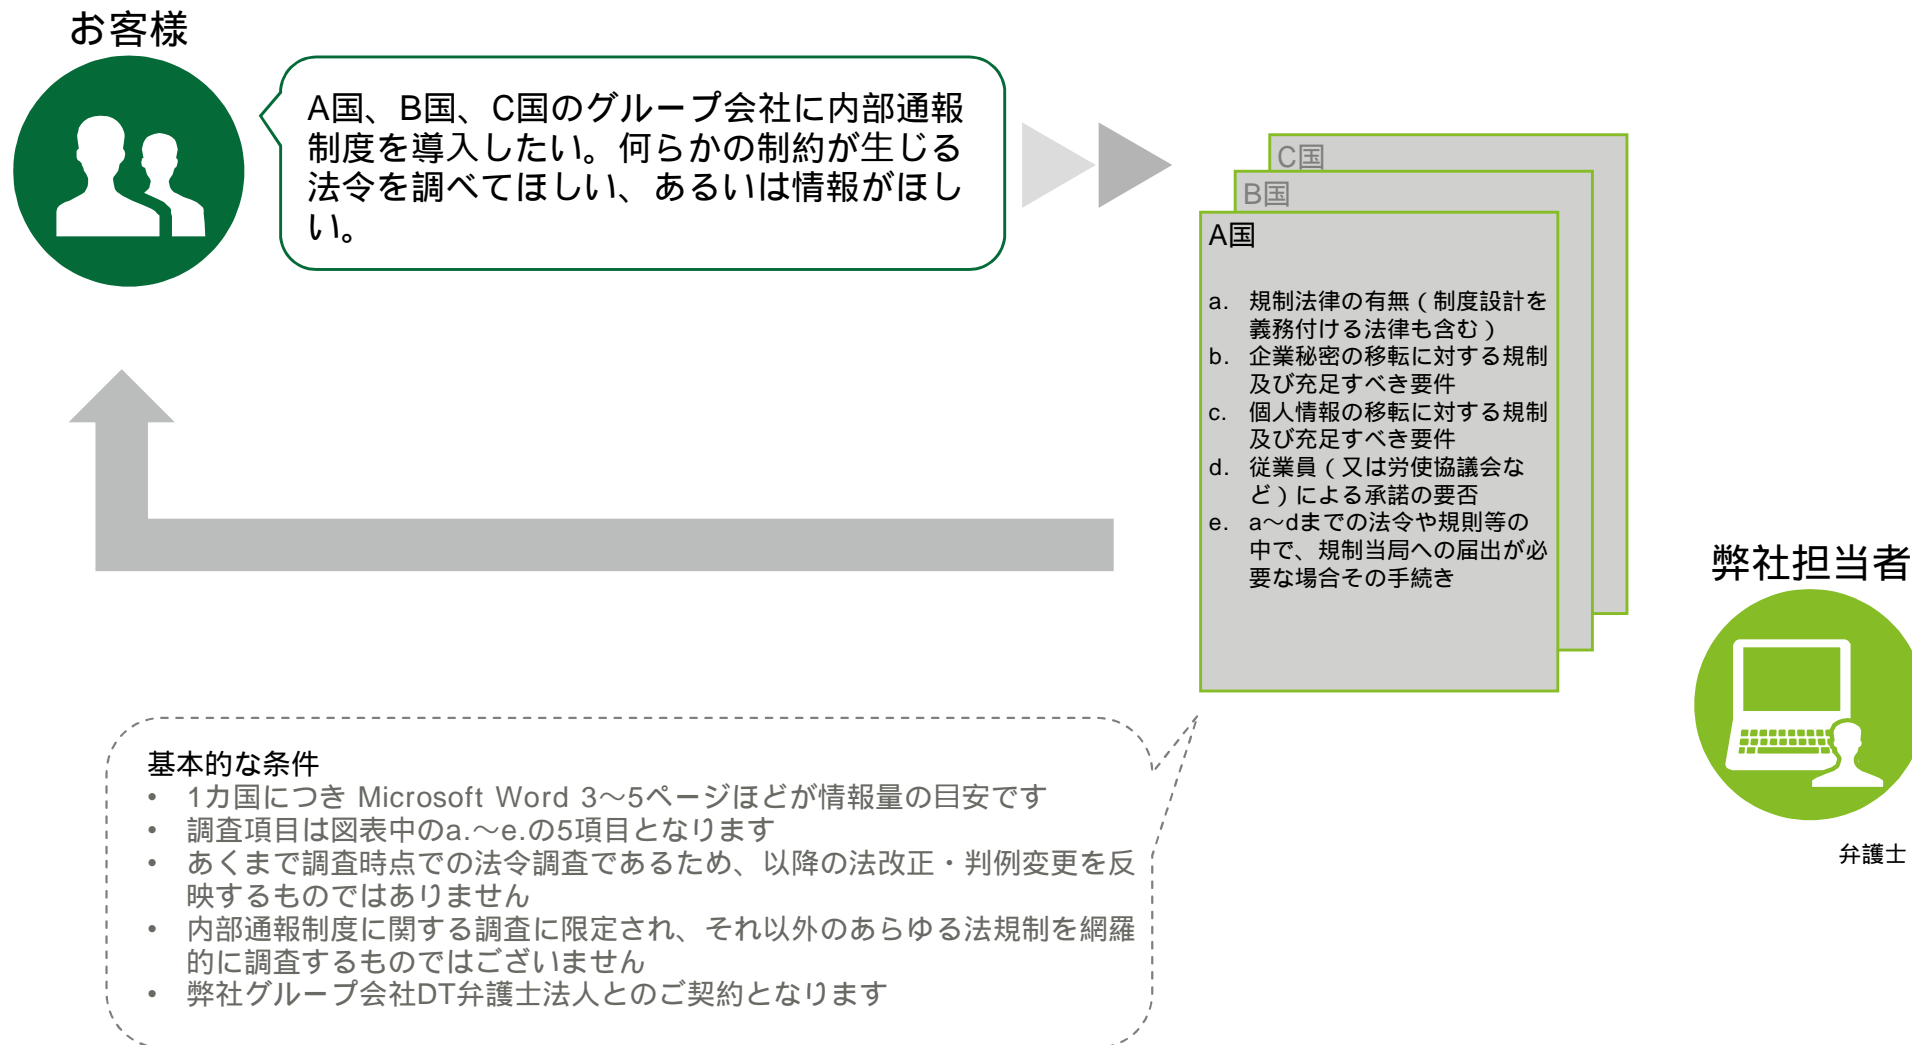 お客様
A国、B国、C国のグループ会社に内部通報
制度を導入したい。何らかの制約が生じる
法令を調べてほしい、あるいは情報がほし
い。
C国
B国
A国
a. 規制法律の有無(制度設計を
義務付ける法律も含む)
b. 企業秘密の移転に対する規制
及び充足すべき要件
c. 個人情報の移転に対する規制
及び充足すべき要件
d. 従業員(又は労使協議会な
ど)による承諾の要否
e. a~dまでの法令や規則等の
中で、規制当局への届出が必
要な場合その手続き
弊社担当者
弁護士
基本的な条件
• 1カ国につき Microsoft Word 3~5ページほどが情報量の目安です
• 調査項目は図表中のa.~e.の5項目となります
• あくまで調査時点での法令調査であるため、以降の法改正・判例変更を反
映するものではありません
• 内部通報制度に関する調査に限定され、それ以外のあらゆる法規制を網羅
的に調査するものではございません
• 弊社グループ会社DT弁護士法人とのご契約となります